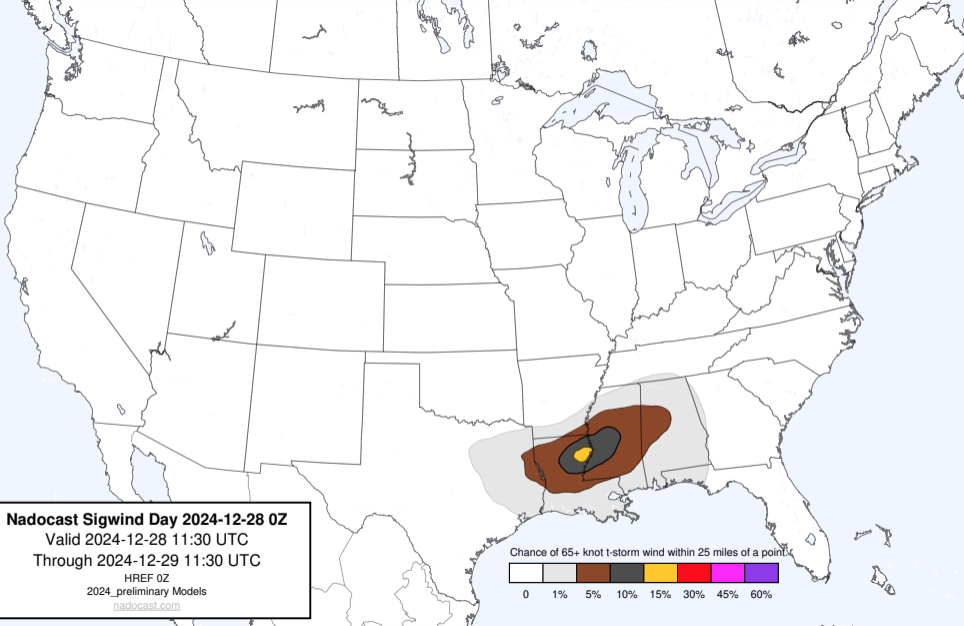 Nadocast Sigwind Day 2024-12-28 0Z
Valid 2024-12-28 11:30 UTC
Through 2024-12-29 11:30 UTC
HREF 0Z
2024_preliminary Models
nadocast.com
Chance of 65+ knot t-storm wind within 25 miles of a point.
0 1% 5% 10% 15% 30% 45% 60%